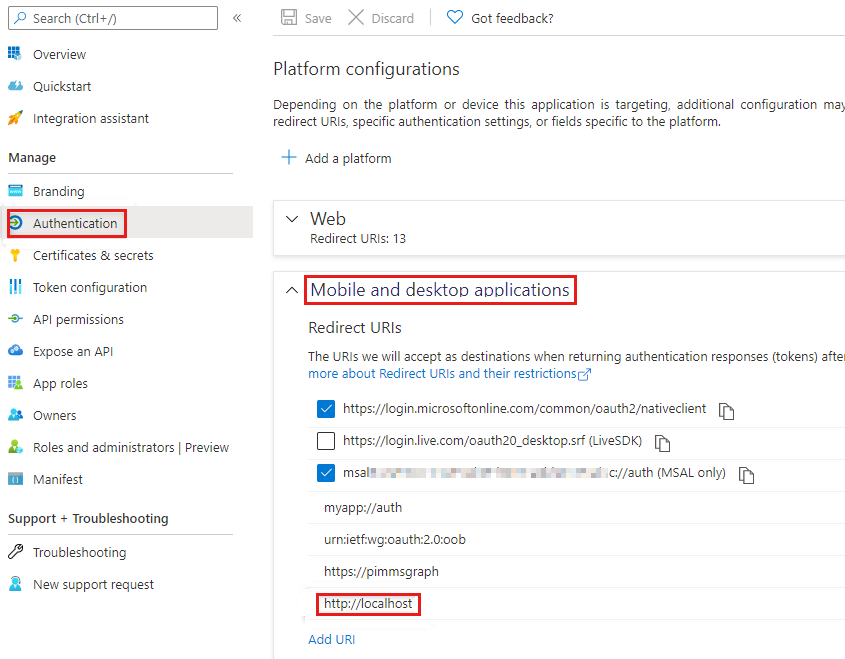 Search (Ctrl+/)
«
Overview
Quickstart
Integration assistant
Manage
Branding
Authentication
Certificates & secrets
Token configuration
API permissions
Expose an API
App roles
Owners
Roles and administrators | Preview
Manifest
Support + Troubleshooting
Troubleshooting
New support request
Save
Discard
Got feedback?
Platform configurations
Depending on the platform or device this application is targeting, additional configuration may
redirect URIs, specific authentication settings, or fields specific to the platform.
Add a platform
Web
Redirect URIs: 13
Mobile and desktop applications
Redirect URIs
The URIs we will accept as destinations when returning authentication responses (tokens) afte
more about Redirect URIs and their restrictions
https://login.microsoftonline.com/common/oauth2/nativeclient
https://login.live.com/oauth20_desktop.srf (LiveSDK)
msal c://auth (MSAL only)
myapp://auth
urn:ietf:wg:oauth:2.0:oob
https://pimmsgraph
http://localhost
Add URI